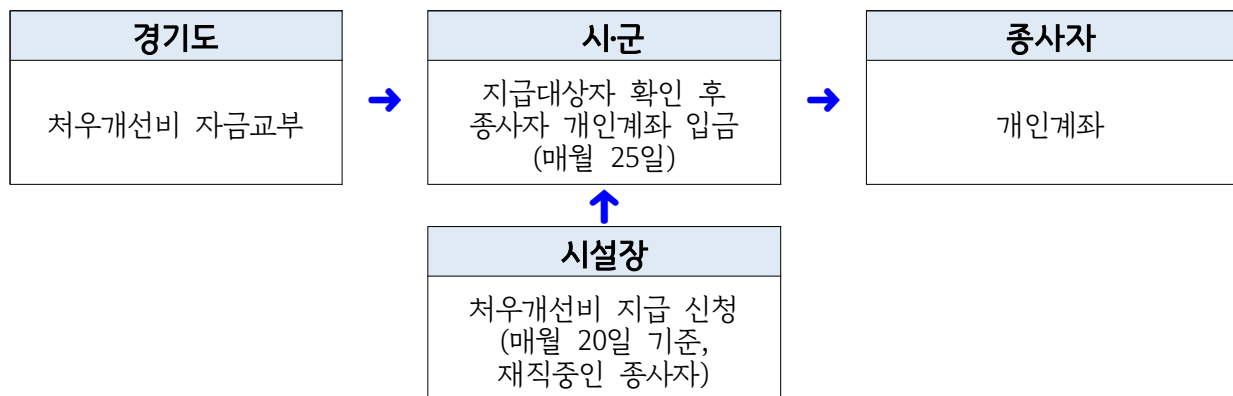 경기도
처우개선비 자금교부
시·군
지급대상자 확인 후
종사자 개인계좌 입금
(매월 25일)
종사자
개인계좌
시설장
처우개선비 지급 신청
(매월 20일 기준,
재직중인 종사자)